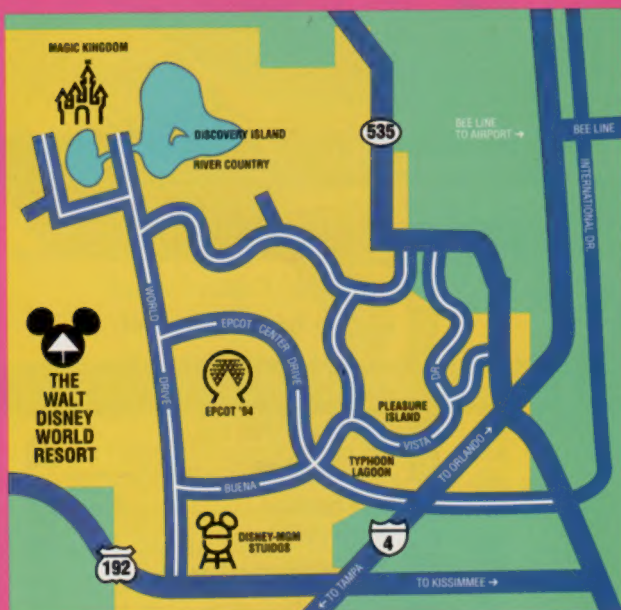 MAGIC KINGDOM
DISCOVERY ISLAND
RIVER COUNTRY
535
BEE LINE
TO AIRPORT →
BEE LINE
INTERNATIONAL DR.
WORLD
DRIVE
EPCOT CENTER DRIVE
EPCOT '94
THE
WALT
DISNEY
WORLD
RESORT
PLEASURE
ISLAND
DR.
VISTA
TYPHOON
LAGOON
BUENA
TO ORLANDO →
DISNEY-MGM
STUIDOS
4
192
← TO TAMPA
TO KISSIMMEE →